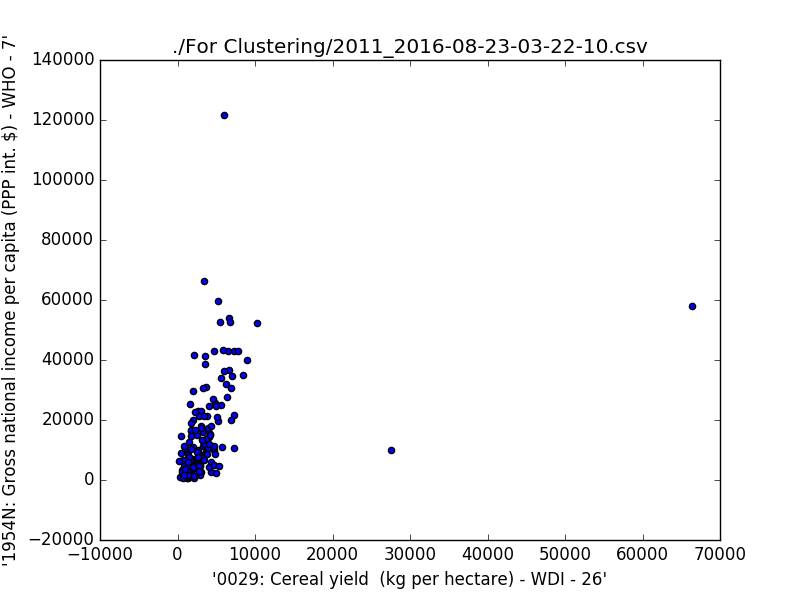 ./For Clustering/2011_2016-08-23-03-22-10.csv
'1954N: Gross national income per capita (PPP int. $) - WHO - 7'
140000
120000
100000
80000
60000
40000
20000
0
−20000
−10000 0 10000 20000 30000 40000 50000 60000 70000
'0029: Cereal yield  (kg per hectare) - WDI - 26'